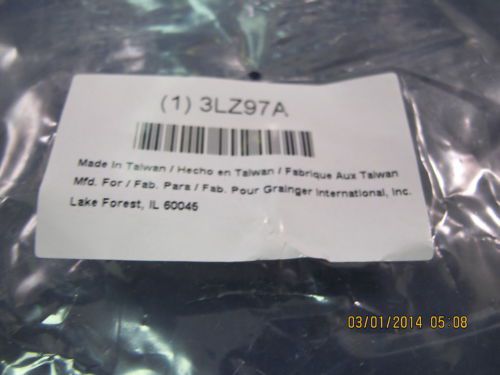 (1) 3LZ97A
Made In Taiwan / Hecho en Taiwan / Fabrique Aux Taiwan
Mfd. For / Fab. Para / Fab. Pour Grainger International, Inc.
Lake Forest, IL 60045
03/01/2014 05:08